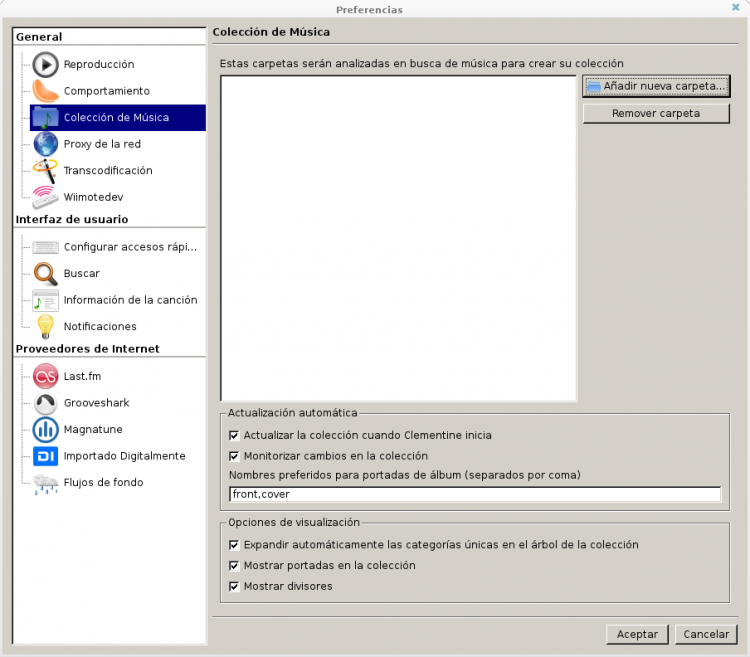 Preferencias
General
Reproducción
Comportamiento
Colección de Música
Proxy de la red
Transcodificación
Wiimotedev
Interfaz de usuario
Configurar accesos rápi...
Buscar
Información de la canción
Notificaciones
Proveedores de Internet
Last.fm
Grooveshark
Magnatune
DI Importado Digitalmente
Flujos de fondo
Colección de Música
Estas carpetas serán analizadas en busca de música para crear su colección
Añadir nueva carpeta...
Remover carpeta
Actualización automática
Actualizar la colección cuando Clementine inicia
Monitorizar cambios en la colección
Nombres preferidos para portadas de álbum (separados por coma)
front,cover
Opciones de visualización
Expandir automáticamente las categorías únicas en el árbol de la colección
Mostrar portadas en la colección
Mostrar divisores
Aceptar
Cancelar